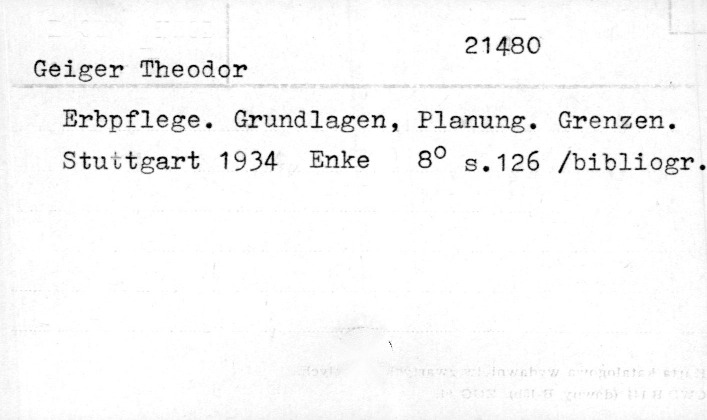 21480
Geiger Theodor
Erbpflege. Grundlagen, Planung. Grenzen.
Stuttgart 1934 Enke 8° s.126 /bibliogr.